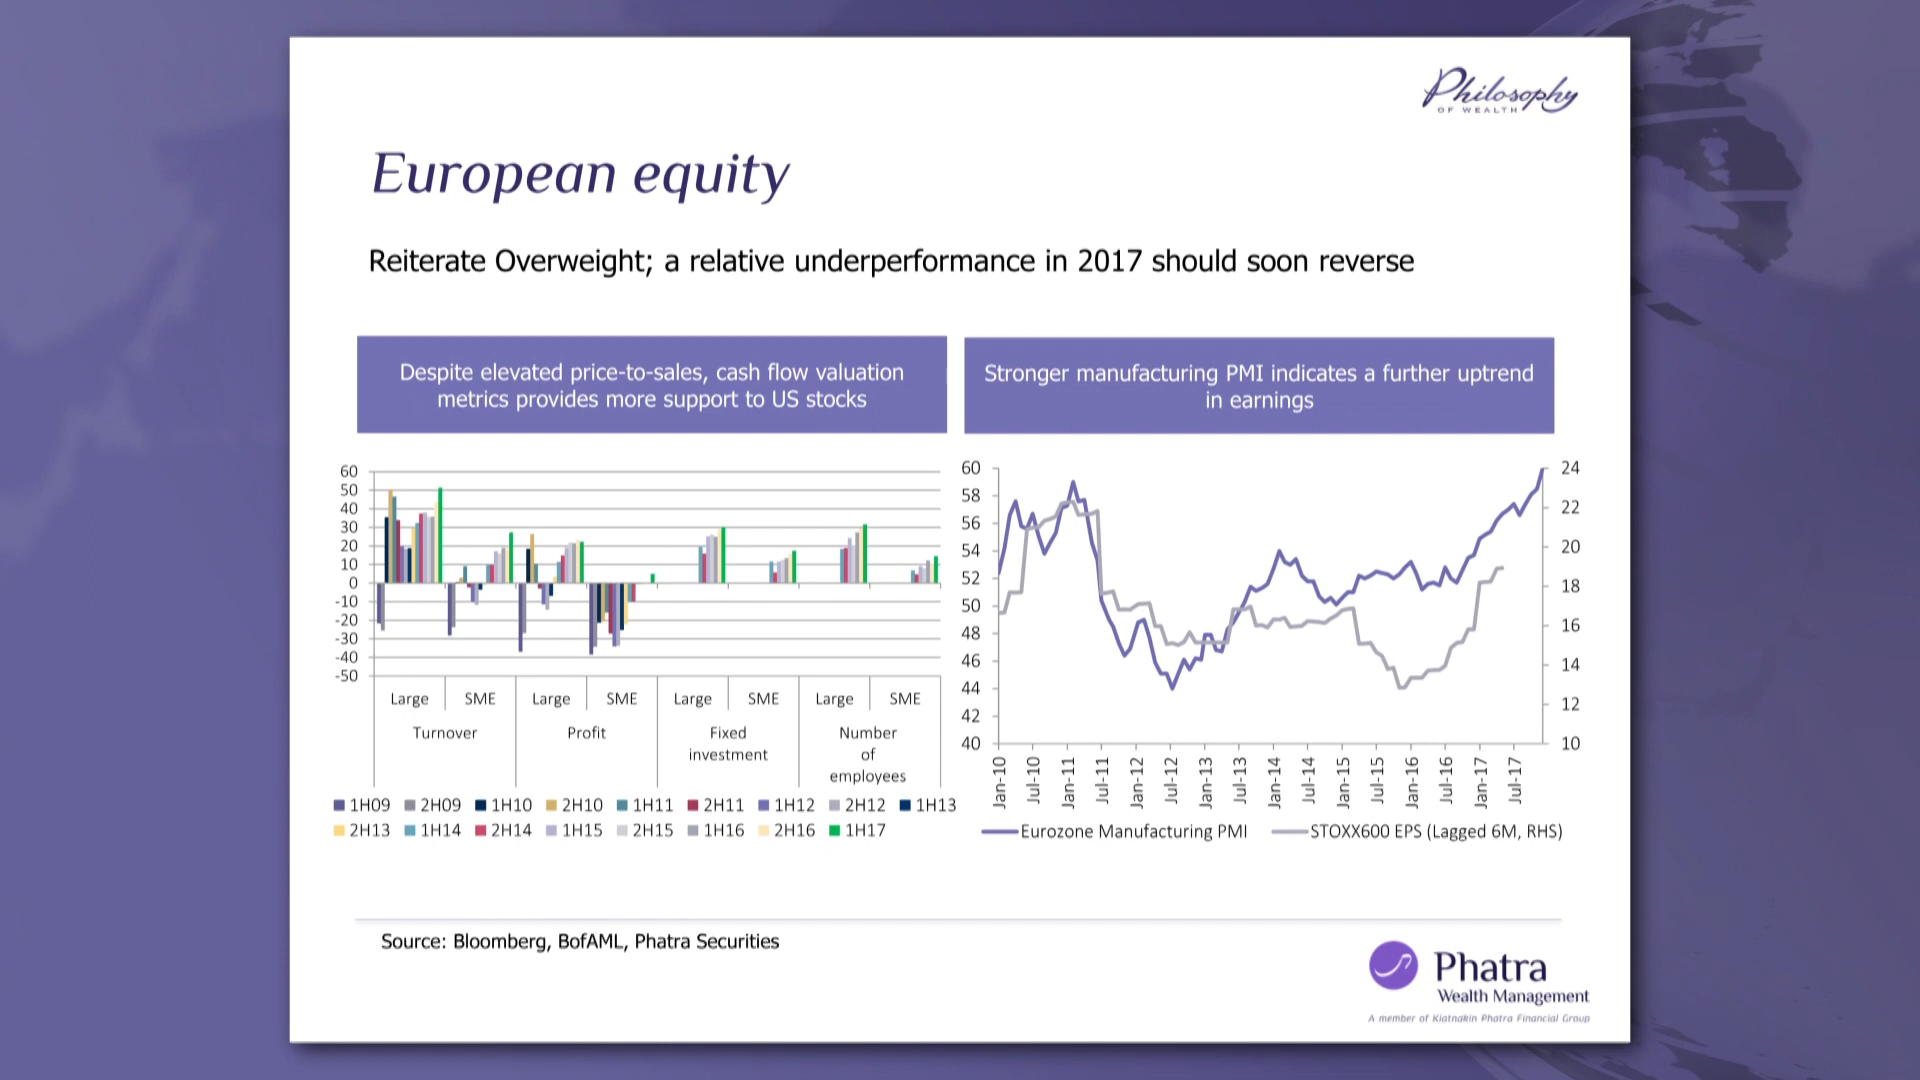 Philosophy
OF WEALTH
European equity
Reiterate Overweight; a relative underperformance in 2017 should soon reverse
Despite elevated price-to-sales, cash flow valuation
metrics provides more support to US stocks
60
50
40
30
20
10
0
-10
-20
-30
-40
-50
Large SME Large SME Large SME Large SME
Turnover Profit Fixed investment Number of employees
1H09 2H09 1H10 2H10 1H11 2H11 1H12 2H12 1H13
2H13 1H14 2H14 1H15 2H15 1H16 2H16 1H17
Stronger manufacturing PMI indicates a further uptrend
in earnings
60
58
56
54
52
50
48
46
44
42
40
24
22
20
18
16
14
12
10
Jan-10 Jul-10 Jan-11 Jul-11 Jan-12 Jul-12 Jan-13 Jul-13 Jan-14 Jul-14 Jan-15 Jul-15 Jan-16 Jul-16 Jan-17 Jul-17
Eurozone Manufacturing PMI STOXX600 EPS (Lagged 6M, RHS)
Source: Bloomberg, BofAML, Phatra Securities
Phatra
Wealth Management
A member of Kiatnakin Phatra Financial Group